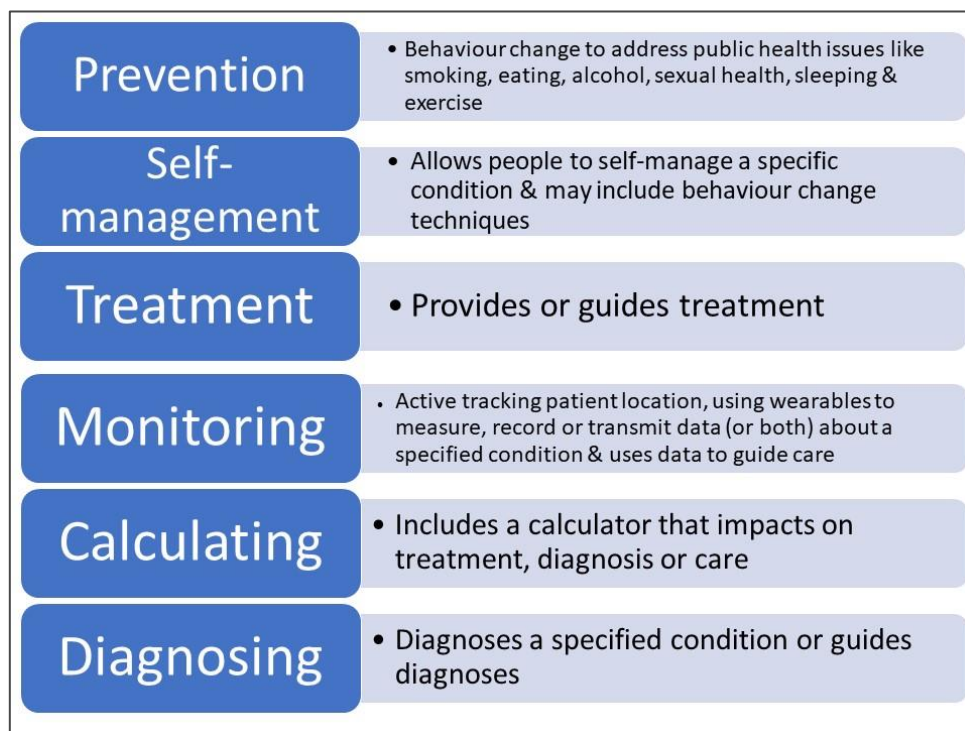 Prevention
• Behaviour change to address public health issues like
smoking, eating, alcohol, sexual health, sleeping &
exercise
Self-
management
• Allows people to self-manage a specific
condition & may include behaviour change
techniques
Treatment
• Provides or guides treatment
Monitoring
• Active tracking patient location, using wearables to
measure, record or transmit data (or both) about a
specified condition & uses data to guide care
Calculating
• Includes a calculator that impacts on
treatment, diagnosis or care
Diagnosing
• Diagnoses a specified condition or guides
diagnoses